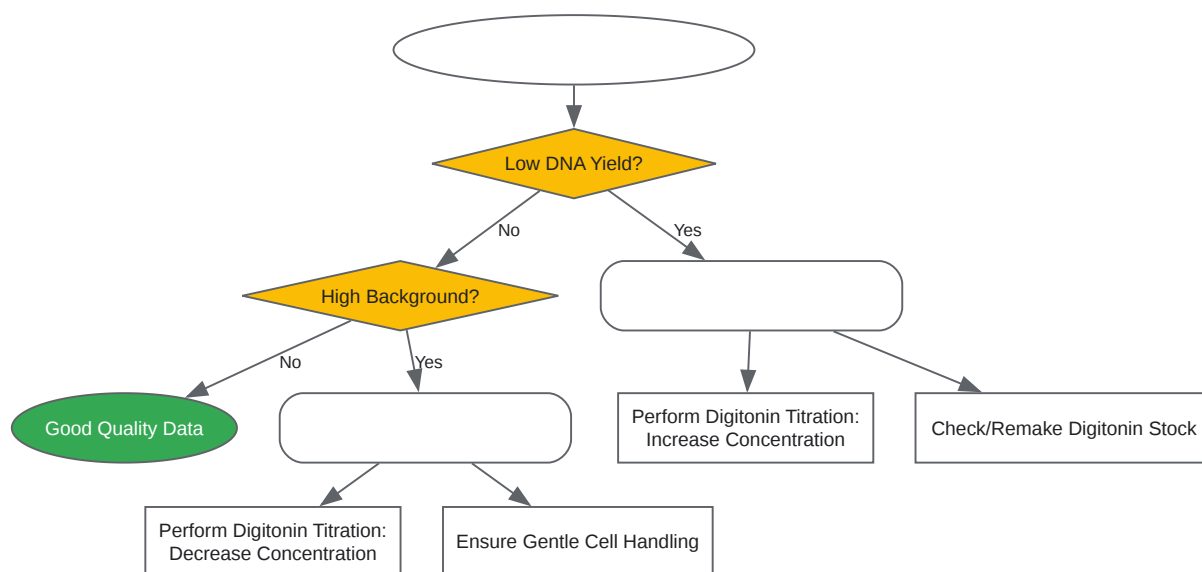 Low DNA Yield?
No
Yes
High Background?
No
Yes
Good Quality Data
Perform Digitonin Titration:
Increase Concentration
Check/Remake Digitonin Stock
Perform Digitonin Titration:
Decrease Concentration
Ensure Gentle Cell Handling